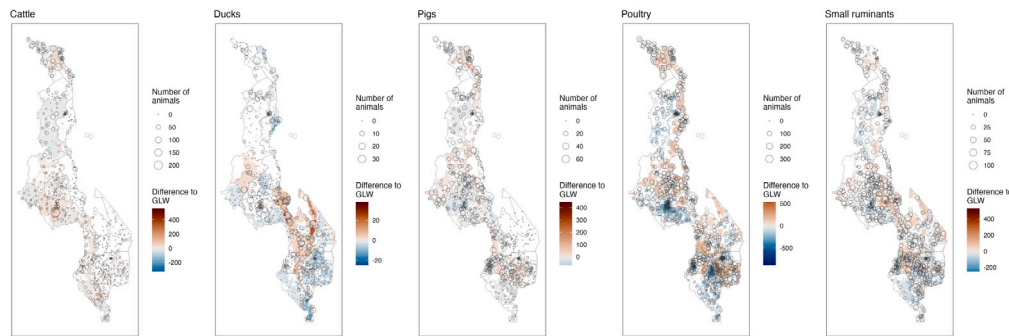 Cattle
Number of
animals
0
50
100
150
200
Difference to
GLW
400
200
0
-200
Ducks
Number of
animals
0
10
20
30
Difference to
GLW
20
0
-20
Pigs
Number of
animals
0
20
40
60
Difference to
GLW
400
300
200
100
0
Poultry
Number of
animals
0
100
200
300
Difference to
GLW
500
0
-500
Small ruminants
Number of
animals
0
25
50
75
100
Difference to
GLW
400
200
0
-200